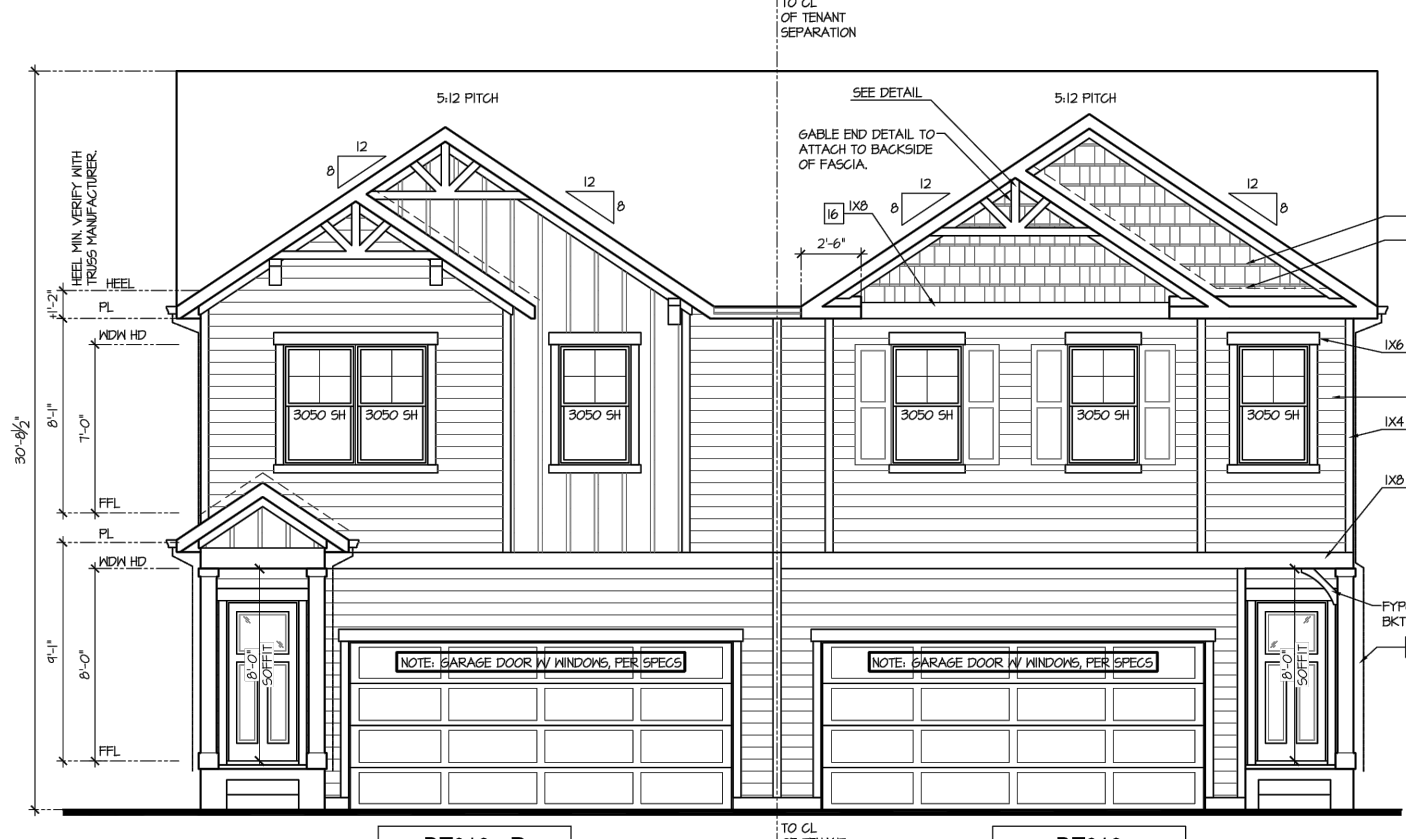 TO CL
OF TENANT
SEPARATION
5:12 PITCH
SEE DETAIL
5:12 PITCH
GABLE END DETAIL TO
ATTACH TO BACKSIDE
OF FASCIA.
12
8
12
8
12
8
12
8
16
1X8
2'-6"
HEEL MIN. VERIFY WITH
TRUSS MANUFACTURER.
HEEL
±1'-2"
PL
WDW HD
1X6
3050 SH
3050 SH
3050 SH
3050 SH
3050 SH
3050 SH
1X4
30'-8½"
8'-1"
7'-0"
1X8
FFL
PL
WDW HD
9'-1"
8'-0"
8'-0"
SOFFIT
8'-0"
SOFFIT
NOTE: GARAGE DOOR W/ WINDOWS, PER SPECS
NOTE: GARAGE DOOR W/ WINDOWS, PER SPECS
FYP
BKT
FFL
TO CL